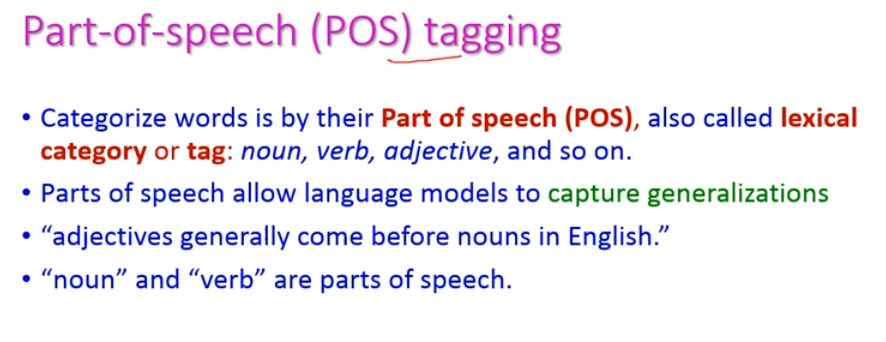 Part-of-speech (POS) tagging
• Categorize words is by their Part of speech (POS), also called lexical
category or tag: noun, verb, adjective, and so on.
• Parts of speech allow language models to capture generalizations
• “adjectives generally come before nouns in English.”
• “noun” and “verb” are parts of speech.